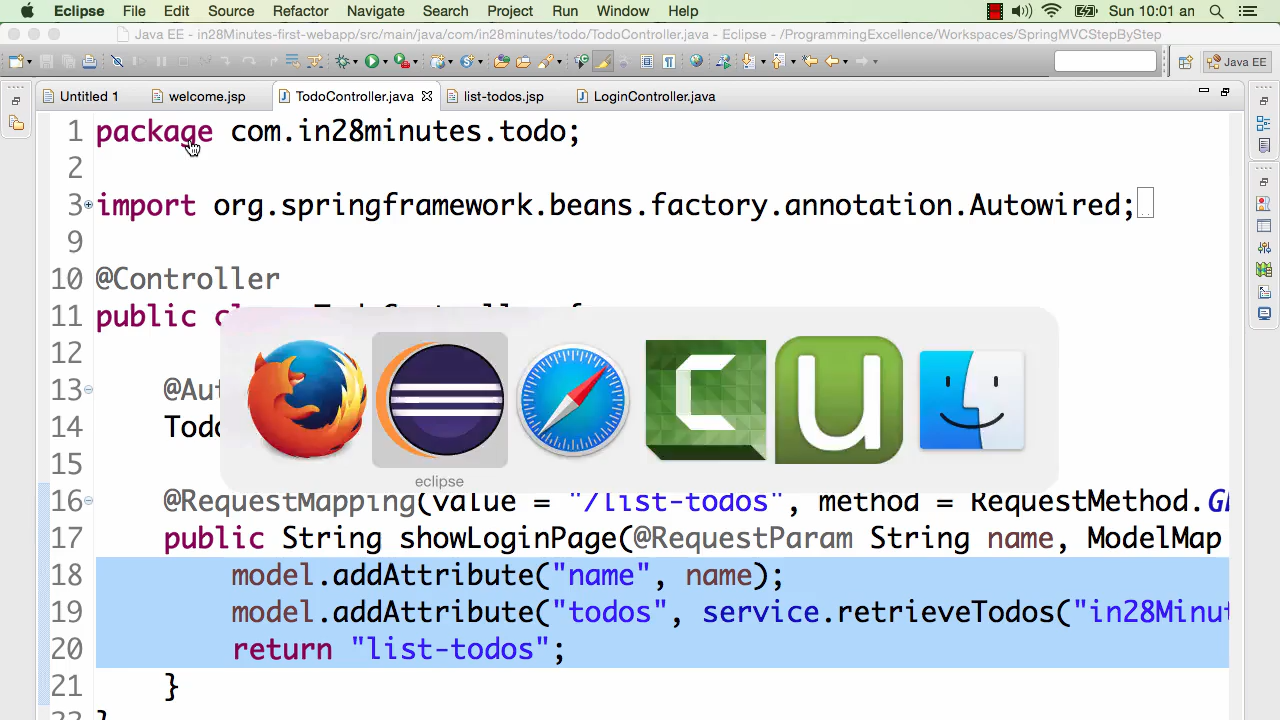 Eclipse File Edit Source Refactor Navigate Search Project Run Window Help Sun 10:01 an
Java EE - in28Minutes-first-webapp/src/main/java/com/in28minutes/todo/TodoController.java - Eclipse - /ProgrammingExcellence/Workspaces/SpringMVCStepByStep
Java EE
Untitled 1 welcome.jsp TodoController.java list-todos.jsp LoginController.java
1 package com.in28minutes.todo;
2
3 import org.springframework.beans.factory.annotation.Autowired;
9
10 @Controller
11 public
12
13 @Au
14 Todo
15
eclipse
16 @RequestMapping(value = "/list-todos", method = RequestMethod.G
17 public String showLoginPage(@RequestParam String name, ModelMap
18 model.addAttribute("name", name);
19 model.addAttribute("todos", service.retrieveTodos("in28Minut
20 return "list-todos";
21 }
22 }